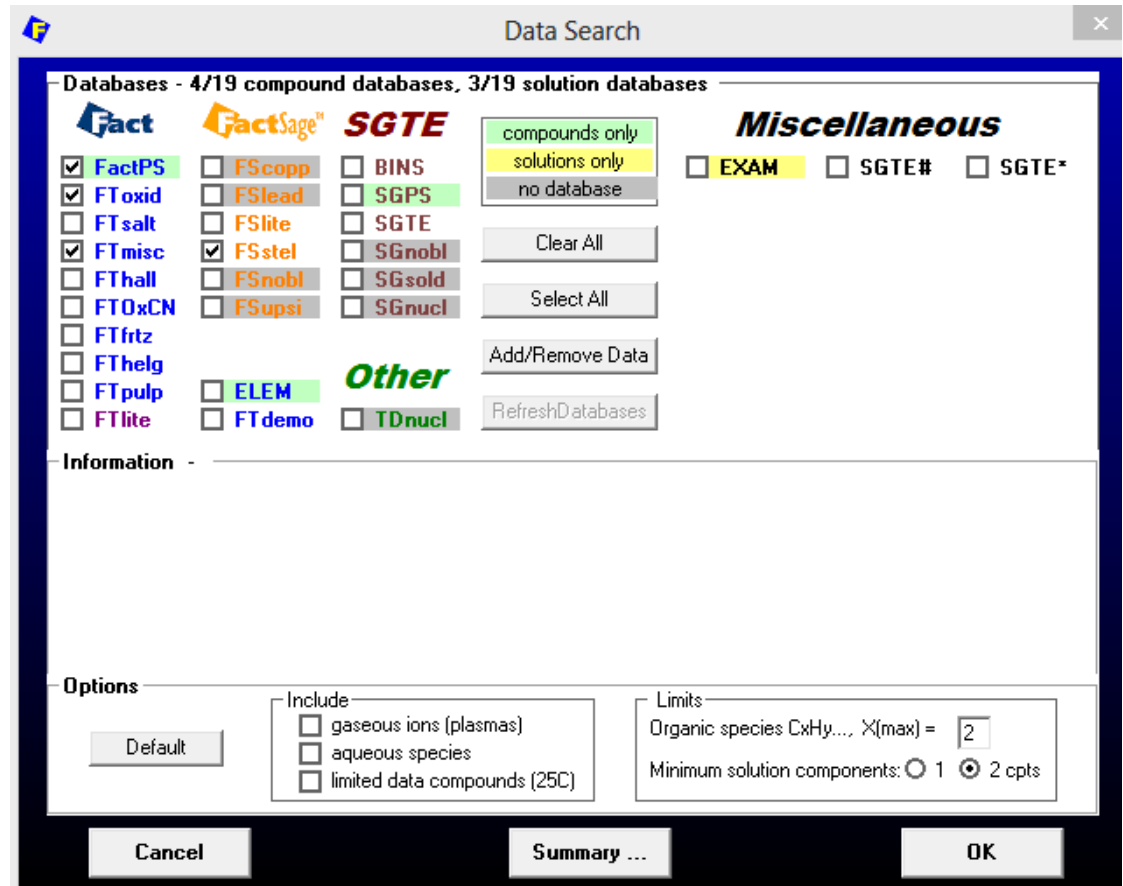 Data Search
×
Databases - 4/19 compound databases, 3/19 solution databases
Fact FactSage™ SGTE Miscellaneous
compounds only
solutions only
no database
FactPS FScopp BINS EXAM SGTE# SGTE*
FToxid FSlead SGPS
FTsalt FSlite SGTE
Clear All
FTmisc FSstel SGnobl
FThall FSnobl SGsold
Select All
FTOxCN FSupsi SGnucl
FTfrtz
Add/Remove Data
FThelg Other
FTpulp ELEM
RefreshDatabases
FTlite FTdemo TDnucl
Information -
Options
Include
Limits
gaseous ions (plasmas)
Organic species CxHy..., X(max) = 2
Default
aqueous species
Minimum solution components: 1 2 cpts
limited data compounds (25C)
Cancel Summary ... OK